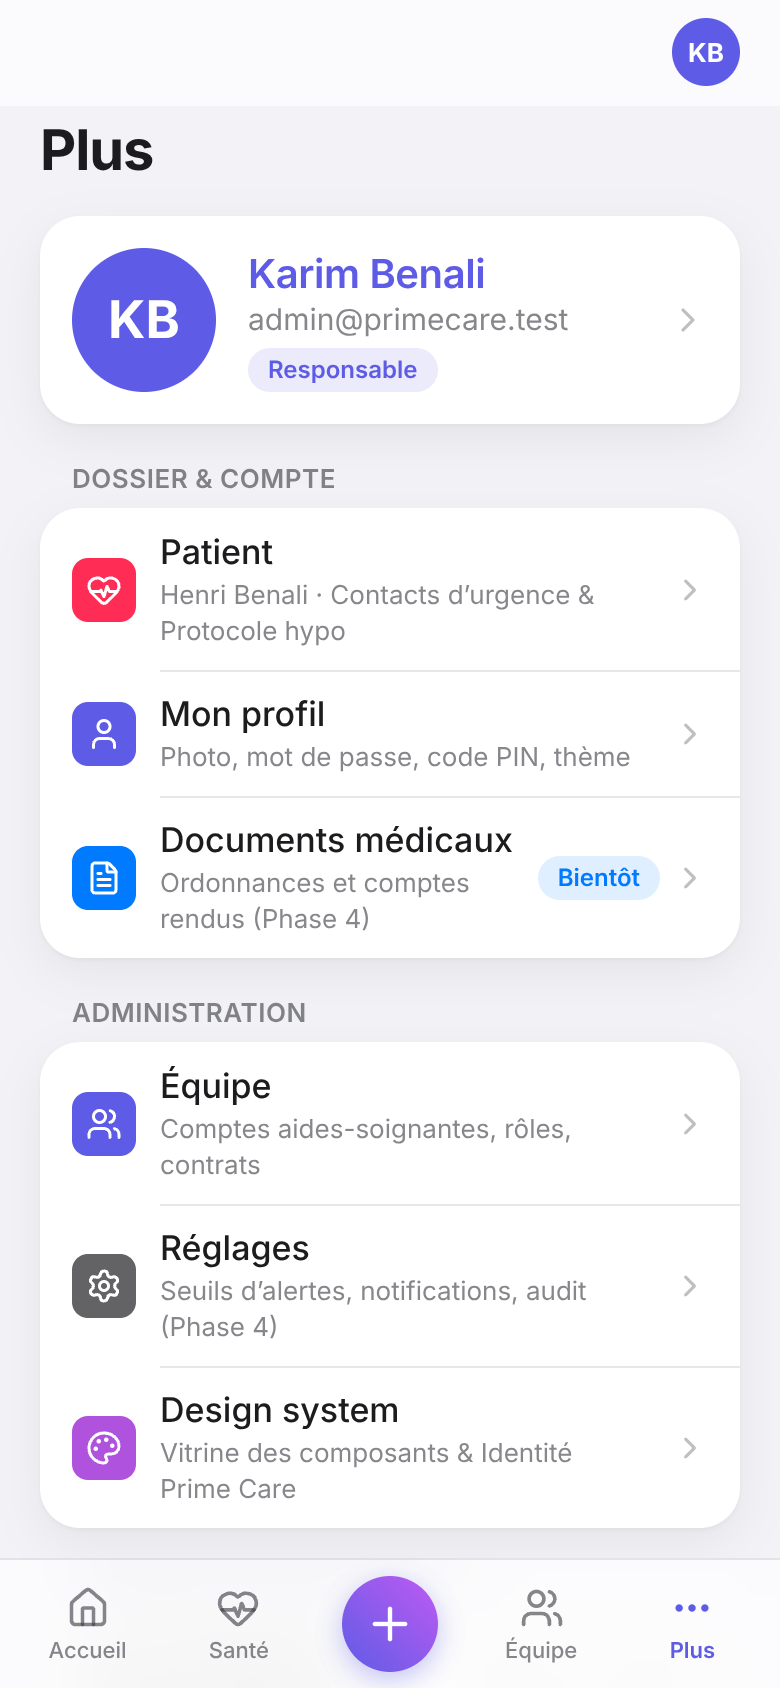 KB
Plus
KB
Karim Benali
admin@primecare.test
Responsable
DOSSIER & COMPTE
Patient
Henri Benali · Contacts d’urgence &
Protocole hypo
Mon profil
Photo, mot de passe, code PIN, thème
Documents médicaux
Ordonnances et comptes
rendus (Phase 4)
Bientôt
ADMINISTRATION
Équipe
Comptes aides-soignantes, rôles,
contrats
Réglages
Seuils d’alertes, notifications, audit
(Phase 4)
Design system
Vitrine des composants & Identité
Prime Care
Accueil
Santé
Équipe
Plus